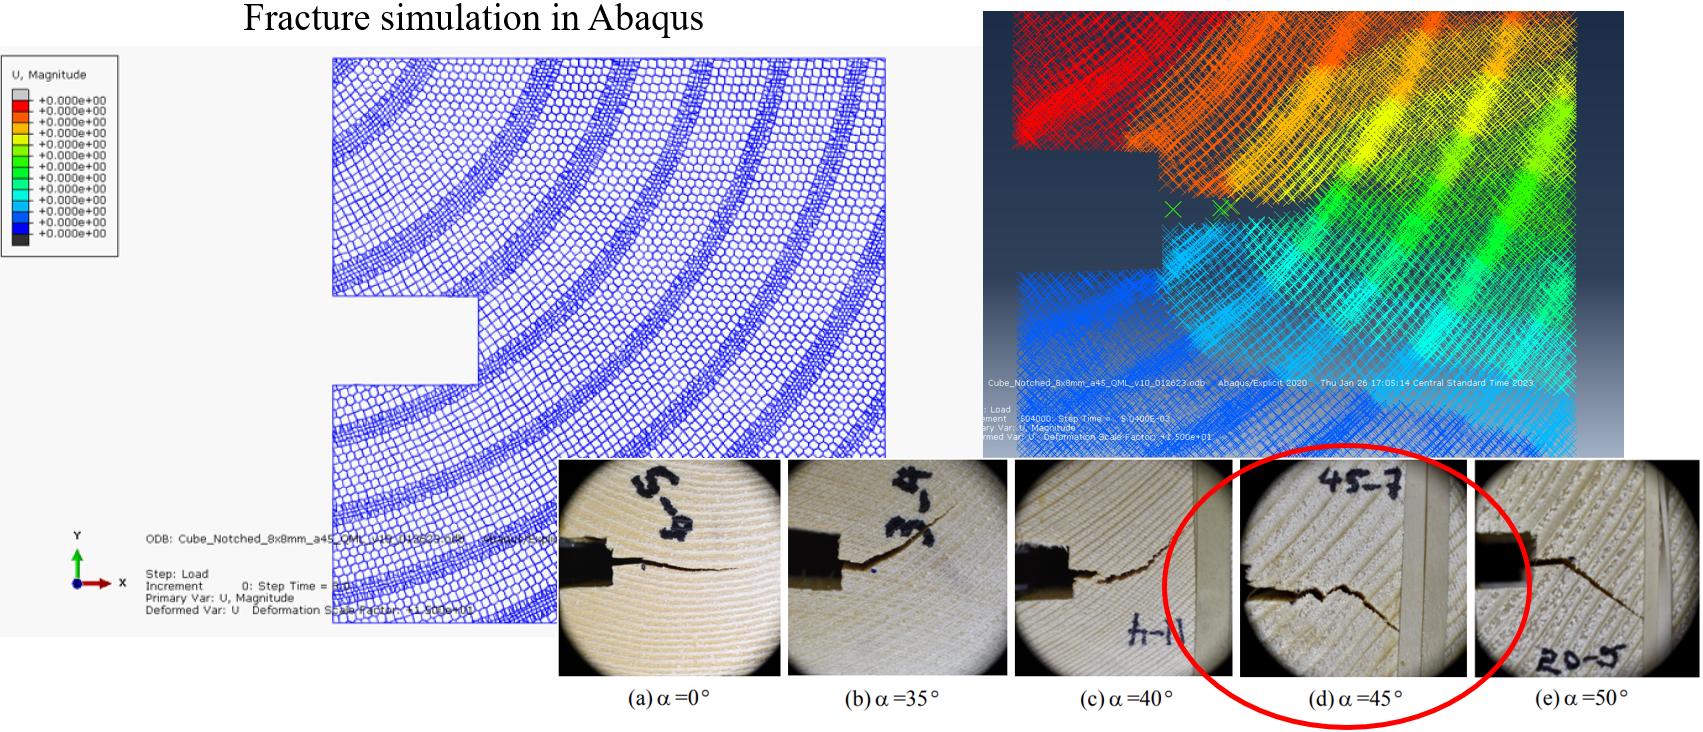 Fracture simulation in Abaqus
U, Magnitude
+0.000e+00
+0.000e+00
+0.000e+00
+0.000e+00
+0.000e+00
+0.000e+00
+0.000e+00
+0.000e+00
+0.000e+00
+0.000e+00
+0.000e+00
+0.000e+00
+0.000e+00
Y
X
ODB: Cube_Notched_8x8mm_a45_QML_v10_012623.odb
Step: Load
Increment 0: Step Time =
Primary Var: U, Magnitude
Deformed Var: U Deformation Scale Factor: +1.500e+01
Cube_Notched_8x8mm_a45_QML_v10_012623.odb Abaqus/Explicit 2020 Thu Jan 26 17:05:14 Central Standard Time 2023
: Load
ement 504000: Step Time = 5.0400E-03
ary Var: U, Magnitude
rmed Var: U Deformation Scale Factor: +1.500e+01
45-7
20-5
(a) α =0°
(b) α =35°
(c) α =40°
(d) α =45°
(e) α =50°